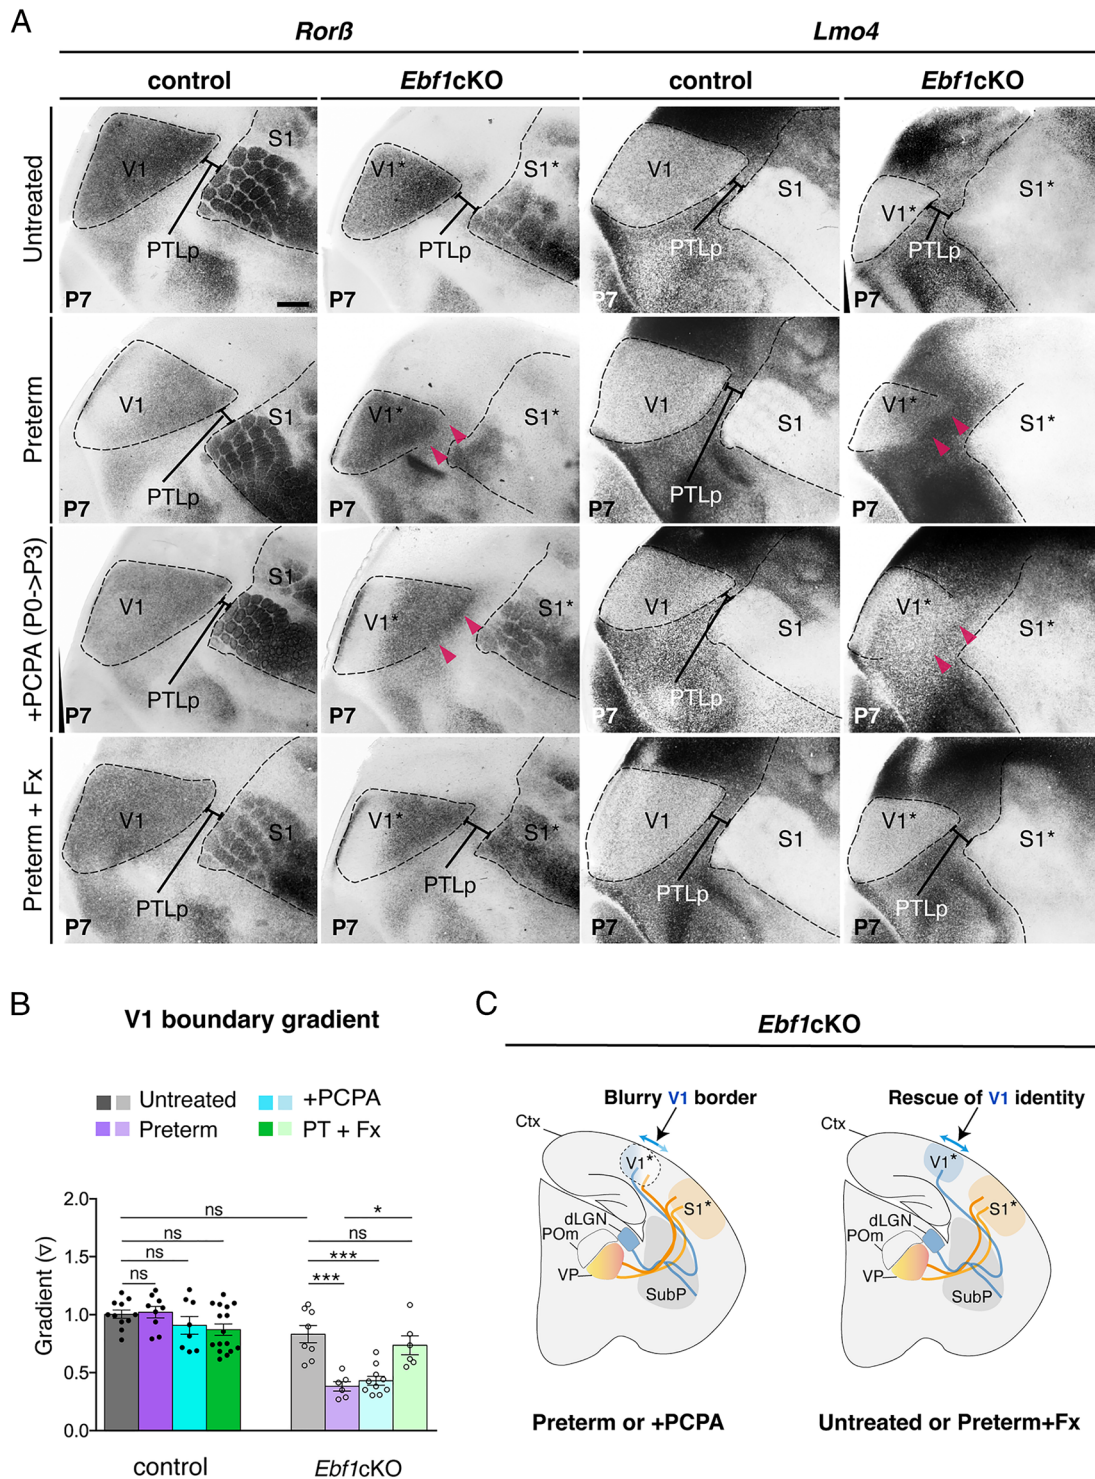 A
Rorß Lmo4
control Ebf1cKO control Ebf1cKO
Untreated
V1 S1 PTLp P7
V1* S1* PTLp
V1 S1 PTLp P7
V1* S1* PTLp P7
Preterm
V1 S1 PTLp P7
V1* S1* P7
V1 S1 PTLp P7
V1* S1* P7
+PCPA (P0->P3)
V1 S1 PTLp P7
V1* S1* P7
V1 S1 PTLp P7
V1* S1* P7
Preterm + Fx
V1 S1 PTLp P7
V1* S1* PTLp P7
V1 S1 PTLp P7
V1* S1* PTLp P7
B
V1 boundary gradient
Untreated +PCPA
Preterm PT + Fx
Gradient (∇)
2.0
1.5
1.0
0.5
0.0
ns * ns ns ns *** ns ***
control Ebf1cKO
C
Ebf1cKO
Blurry V1 border
Ctx
V1*
S1*
dLGN
POm
VP
SubP
Preterm or +PCPA
Rescue of V1 identity
Ctx
V1*
S1*
dLGN
POm
VP
SubP
Untreated or Preterm+Fx